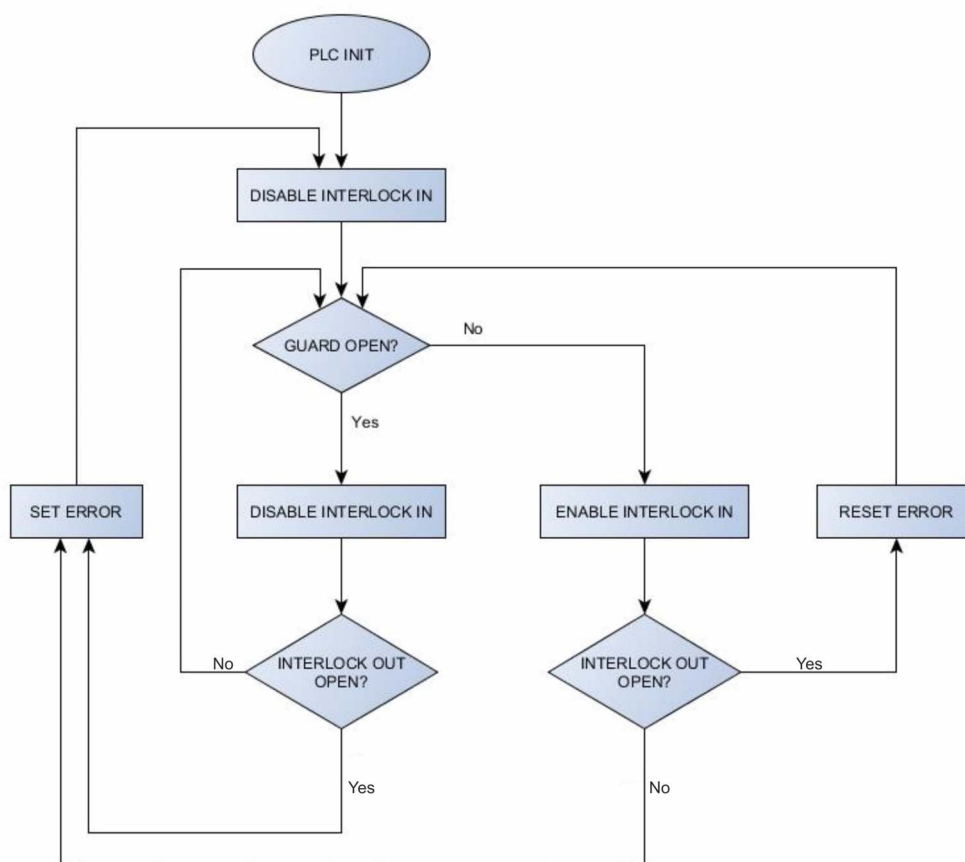 PLC INIT
DISABLE INTERLOCK IN
GUARD OPEN?
No
Yes
SET ERROR
DISABLE INTERLOCK IN
ENABLE INTERLOCK IN
RESET ERROR
No
INTERLOCK OUT
OPEN?
INTERLOCK OUT
OPEN?
Yes
Yes
No